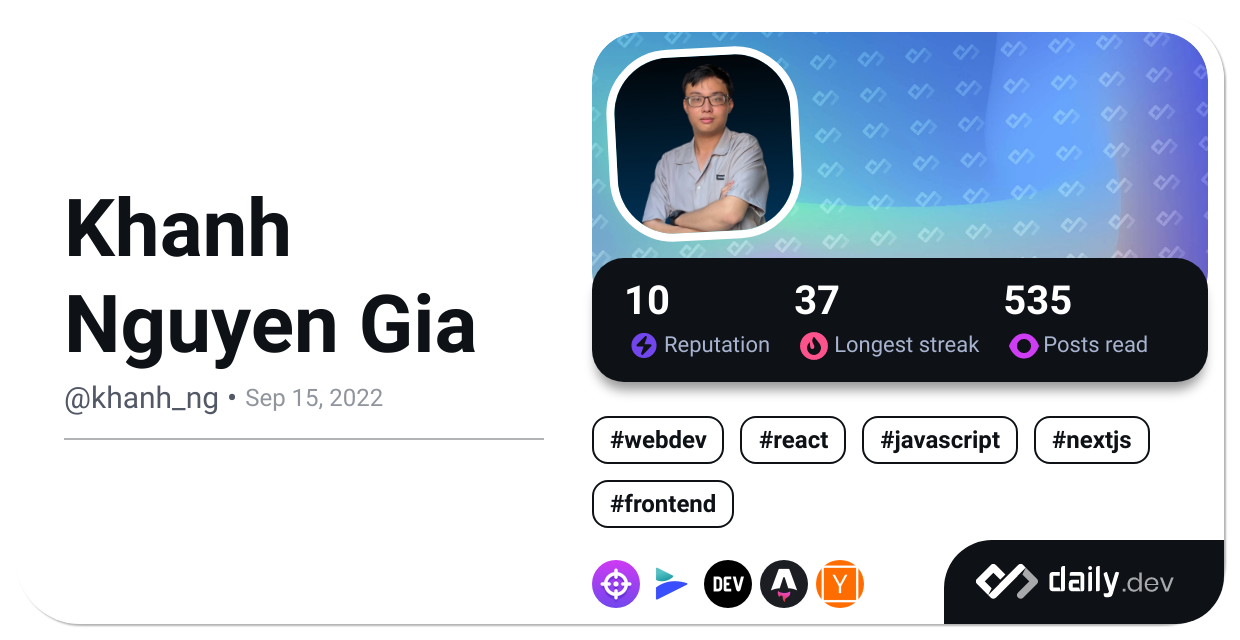 Khanh
Nguyen Gia
@khanh_ng • Sep 15, 2022
10 37 535
Reputation Longest streak Posts read
#webdev #react #javascript #nextjs
#frontend
DEV Y
daily.dev